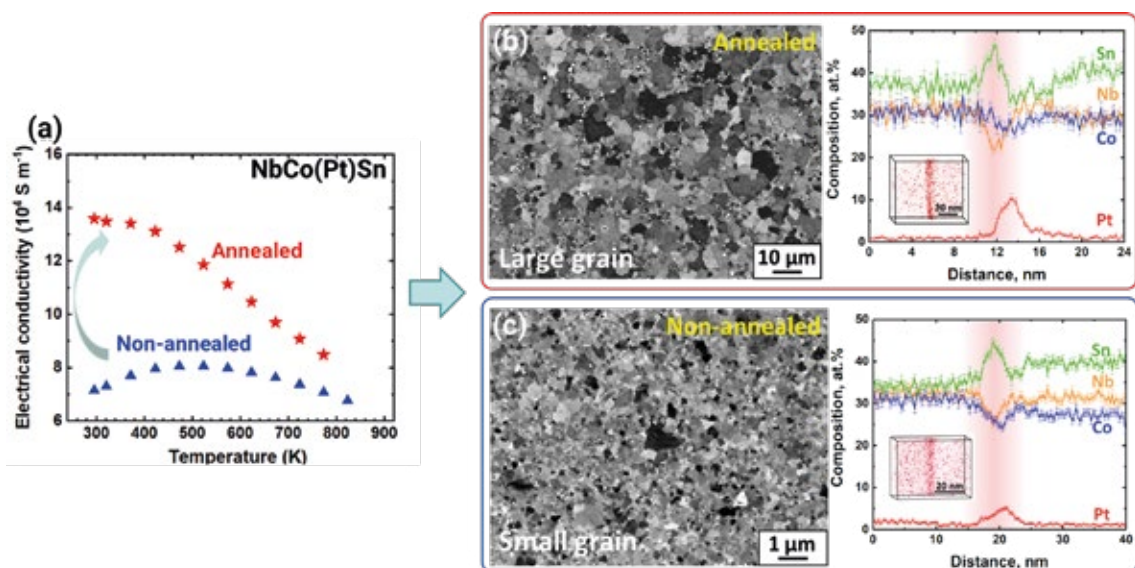 (a)
NbCo(Pt)Sn
Annealed
Non-annealed
Electrical conductivity (10⁴ S m⁻¹)
16
14
12
10
8
6
300 400 500 600 700 800 900
Temperature (K)
(b)
Annealed
Large grain
10 µm
Composition, at.%
50
40
30
20
10
0
Sn
Nb
Co
Pt
20 nm
0 4 8 12 16 20 24
Distance, nm
(c)
Non-annealed
Small grain
1 µm
Composition, at.%
50
40
30
20
10
0
Sn
Nb
Co
Pt
20 nm
0 10 20 30 40
Distance, nm